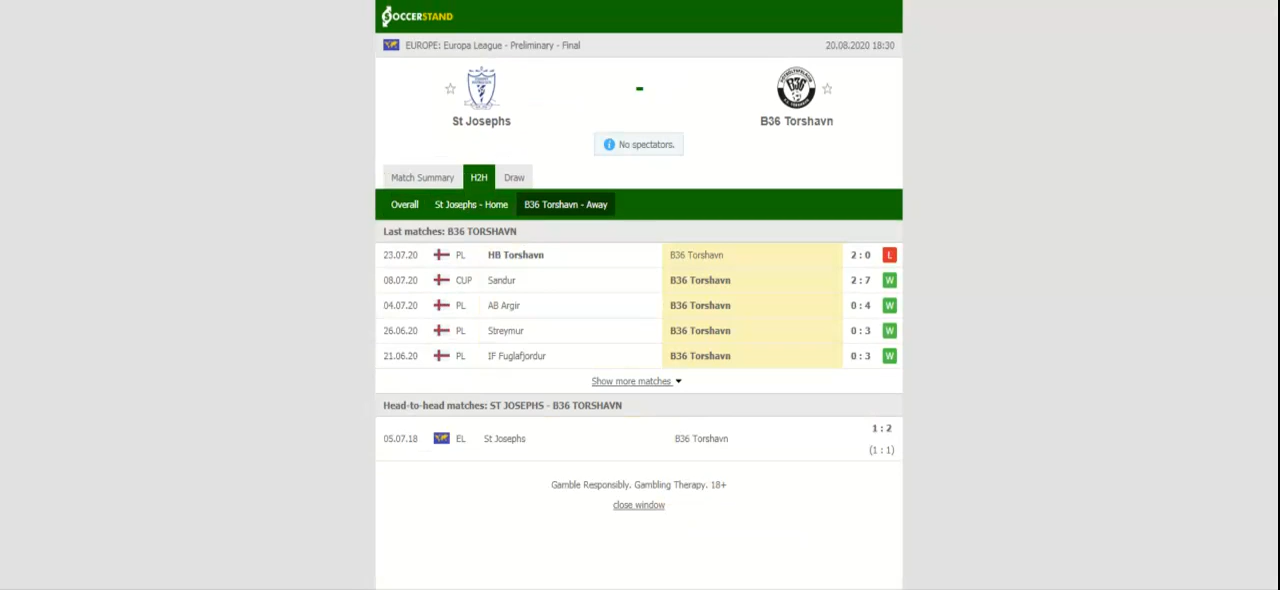 SOCCERSTAND
EUROPE: Europa League - Preliminary - Final 20.08.2020 18:30
St Josephs - B36 Torshavn
No spectators.
Match Summary H2H Draw
Overall St Josephs - Home B36 Torshavn - Away
Last matches: B36 TORSHAVN
23.07.20 PL HB Torshavn B36 Torshavn 2 : 0 L
08.07.20 CUP Sandur B36 Torshavn 2 : 7 W
04.07.20 PL AB Argir B36 Torshavn 0 : 4 W
26.06.20 PL Streymur B36 Torshavn 0 : 3 W
21.06.20 PL IF Fuglafjordur B36 Torshavn 0 : 3 W
Show more matches
Head-to-head matches: ST JOSEPHS - B36 TORSHAVN
05.07.18 EL St Josephs B36 Torshavn 1 : 2
(1 : 1)
Gamble Responsibly. Gambling Therapy. 18+
close window